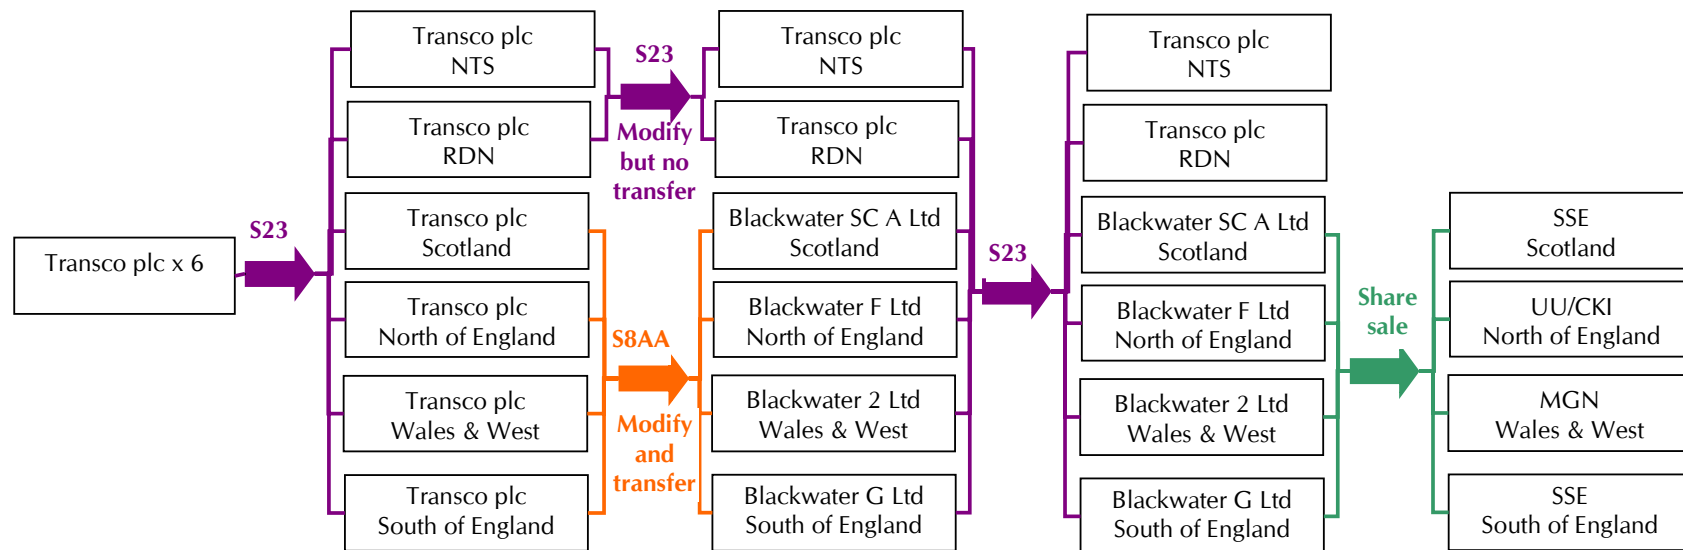 Transco plc x 6
S23
Transco plc
NTS
Transco plc
RDN
Transco plc
Scotland
Transco plc
North of England
Transco plc
Wales & West
Transco plc
South of England
S23
Modify
but no
transfer
S8AA
Modify
and
transfer
Transco plc
NTS
Transco plc
RDN
Blackwater SC A Ltd
Scotland
Blackwater F Ltd
North of England
Blackwater 2 Ltd
Wales & West
Blackwater G Ltd
South of England
S23
Transco plc
NTS
Transco plc
RDN
Blackwater SC A Ltd
Scotland
Blackwater F Ltd
North of England
Blackwater 2 Ltd
Wales & West
Blackwater G Ltd
South of England
Share
sale
SSE
Scotland
UU/CKI
North of England
MGN
Wales & West
SSE
South of England